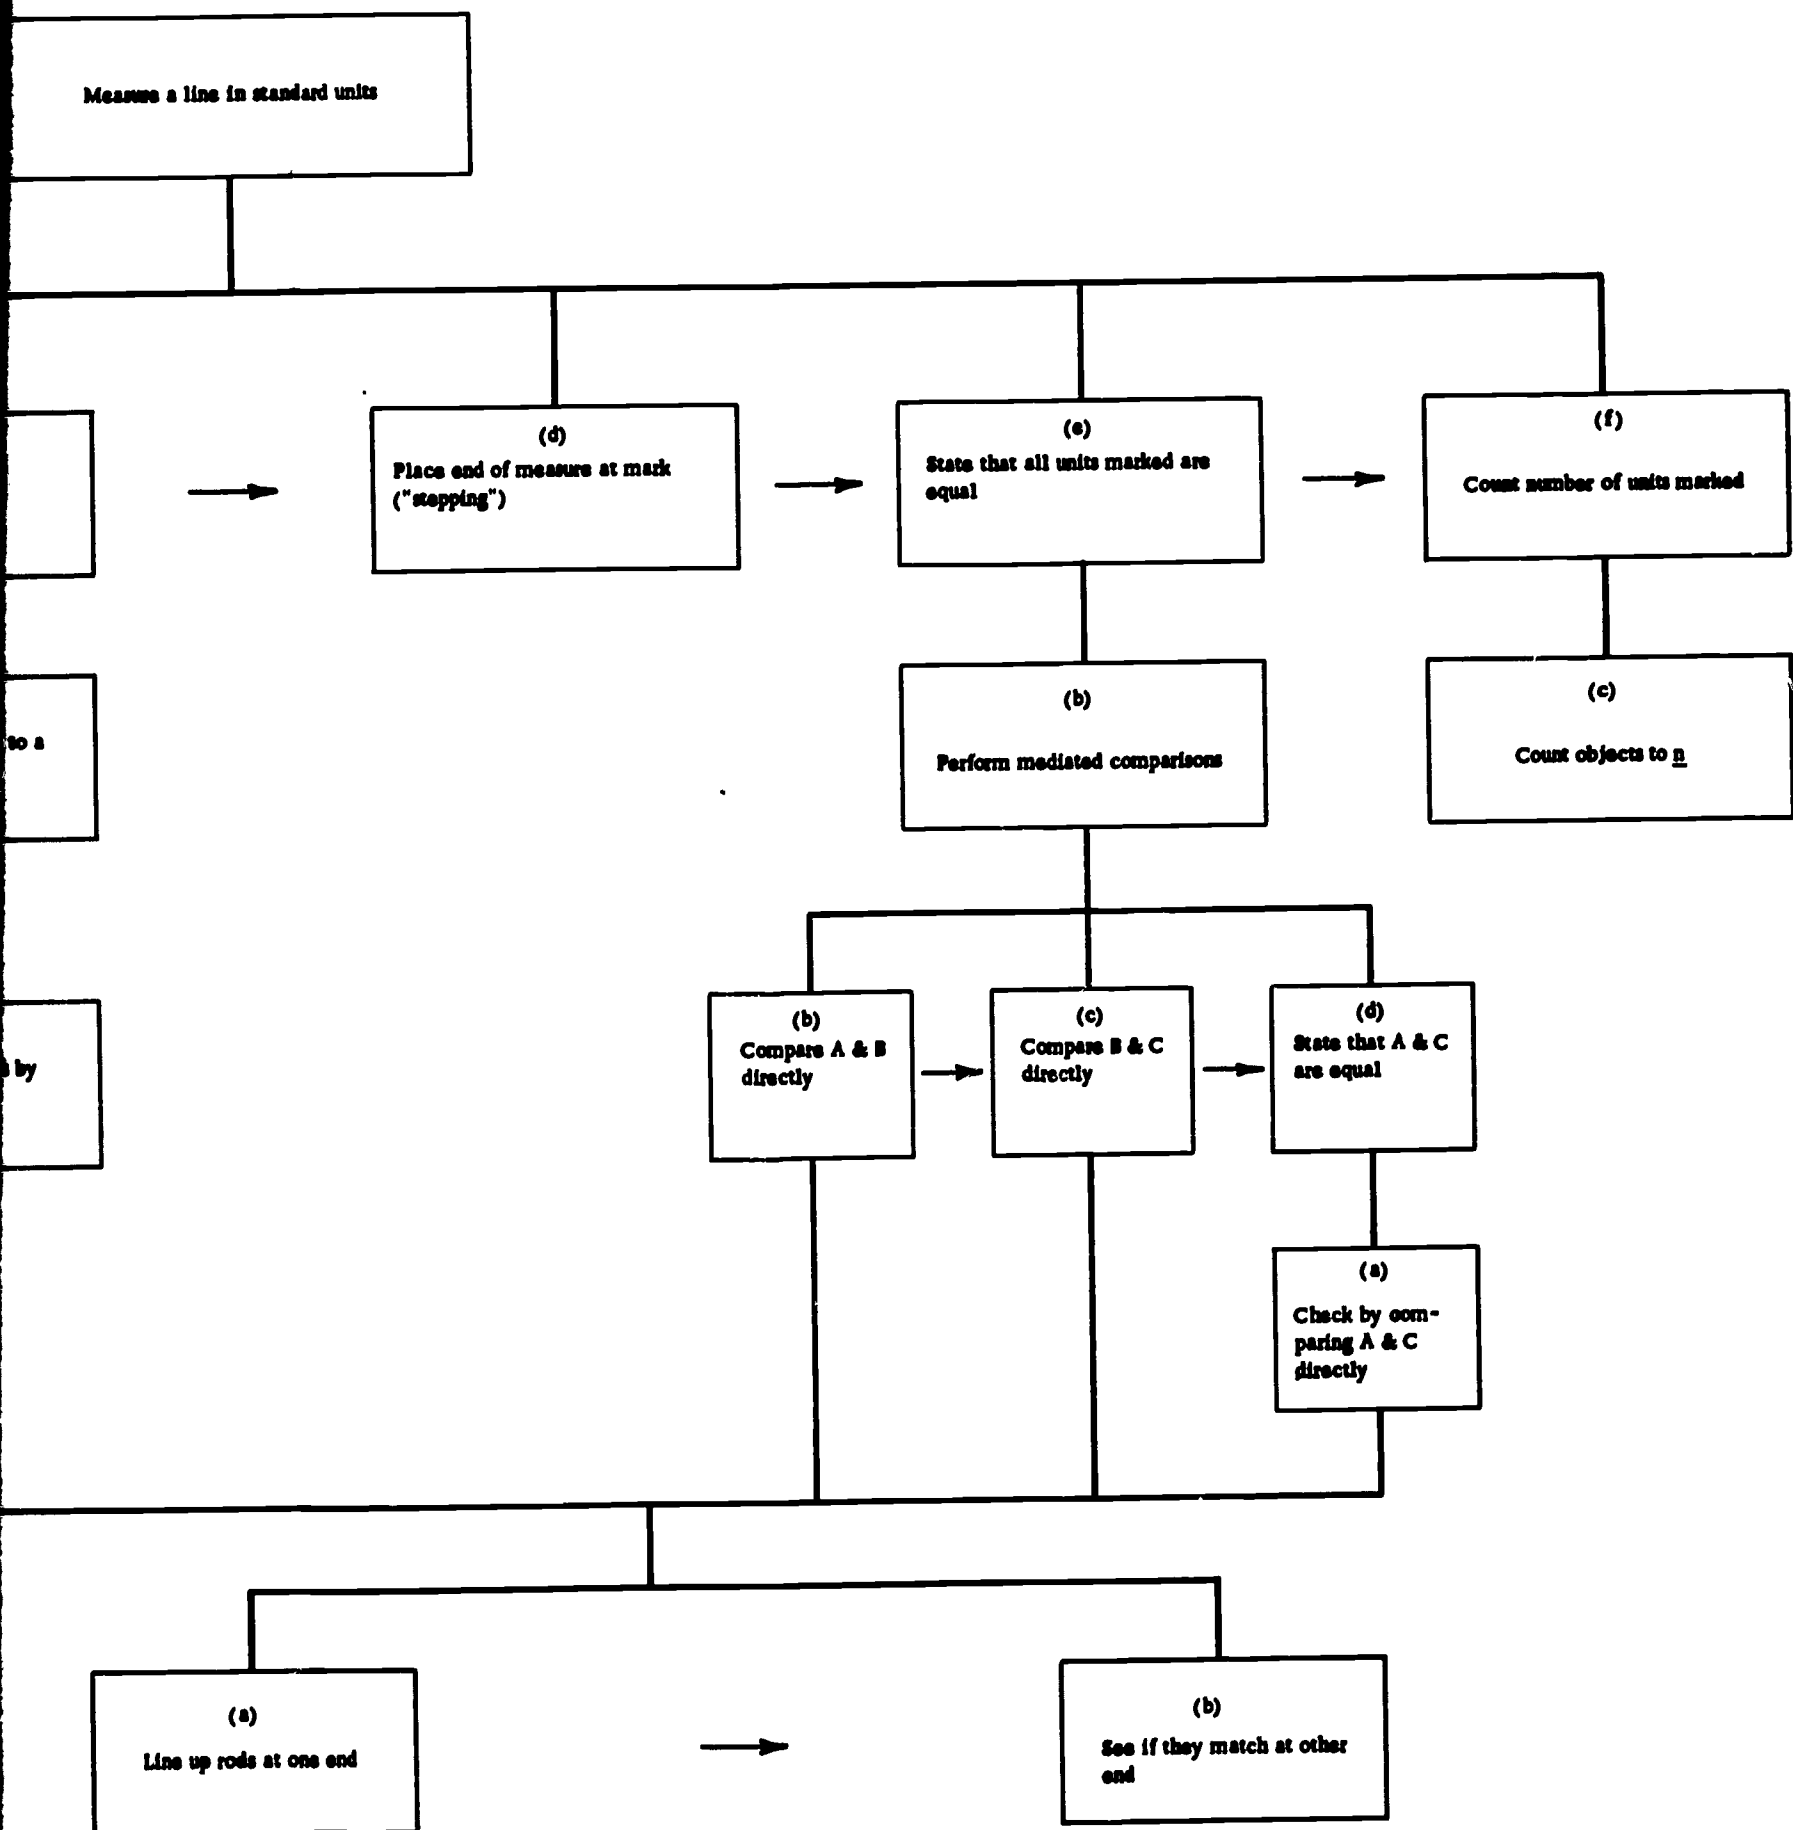 Measure a line in standard units
(d)
Place end of measure at mark
("stepping")
(e)
State that all units marked are
equal
(f)
Count number of units marked
to a
(b)
Perform mediated comparisons
(c)
Count objects to n
by
(b)
Compare A & B
directly
(c)
Compare B & C
directly
(d)
State that A & C
are equal
(a)
Check by com-
paring A & C
directly
(a)
Line up rods at one end
(b)
See if they match at other
end